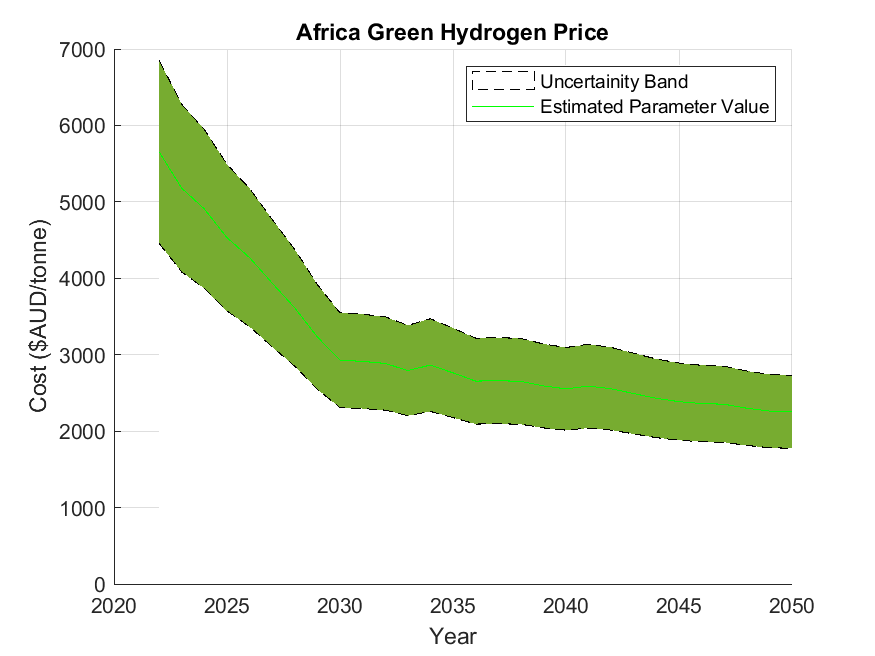 Africa Green Hydrogen Price
7000
6000
5000
4000
3000
2000
1000
0
Cost ($AUD/tonne)
Uncertainity Band
Estimated Parameter Value
2020 2025 2030 2035 2040 2045 2050
Year